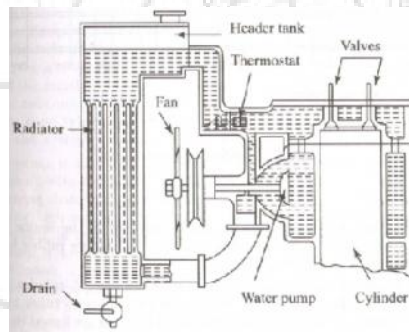 Header tank
Valves
Thermostat
Fan
Radiator
Drain
Water pump
Cylinder